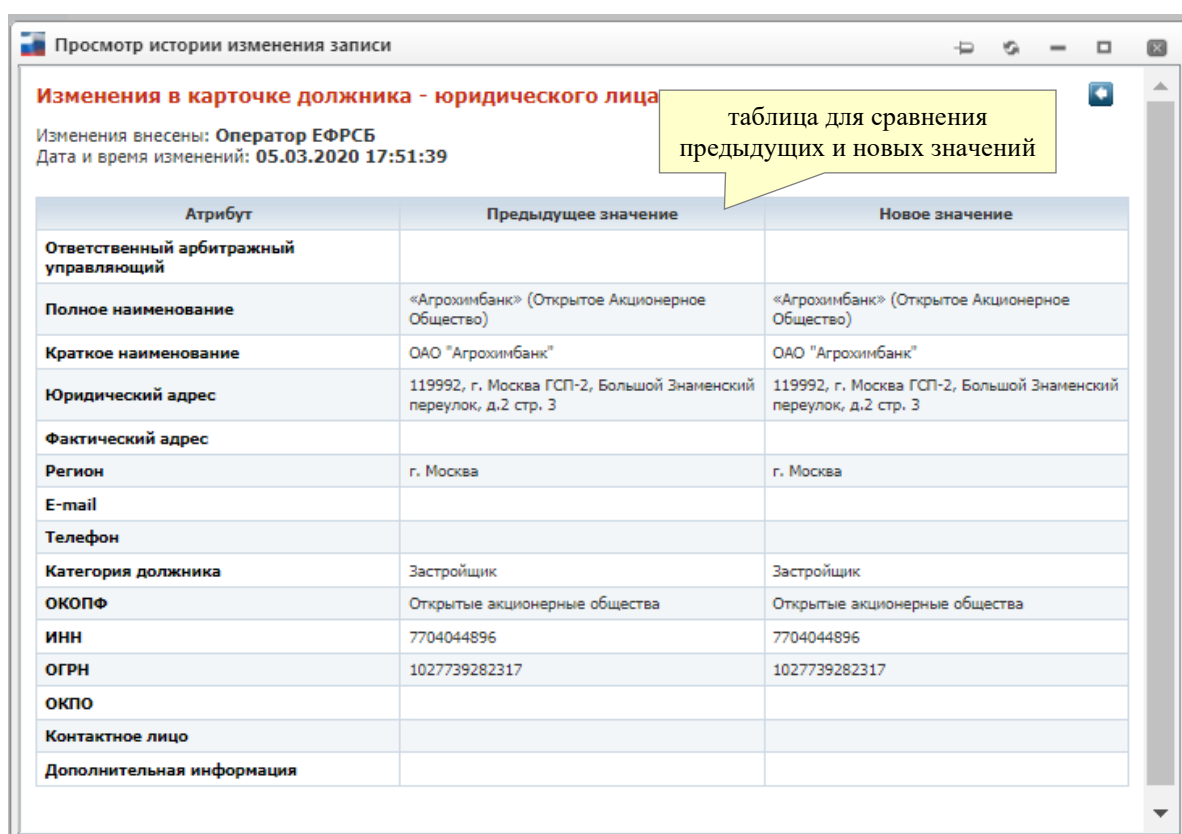 Просмотр истории изменения записи
Изменения в карточке должника - юридического лица
таблица для сравнения
предыдущих и новых значений
Изменения внесены: Оператор ЕФРСБ
Дата и время изменений: 05.03.2020 17:51:39
Атрибут Предыдущее значение Новое значение
Ответственный арбитражный
управляющий
Полное наименование «Агрохимбанк» (Открытое Акционерное Общество) «Агрохимбанк» (Открытое Акционерное Общество)
Краткое наименование ОАО "Агрохимбанк" ОАО "Агрохимбанк"
Юридический адрес 119992, г. Москва ГСП-2, Большой Знаменский переулок, д.2 стр. 3 119992, г. Москва ГСП-2, Большой Знаменский переулок, д.2 стр. 3
Фактический адрес
Регион г. Москва г. Москва
E-mail
Телефон
Категория должника Застройщик Застройщик
ОКОПФ Открытые акционерные общества Открытые акционерные общества
ИНН 7704044896 7704044896
ОГРН 1027739282317 1027739282317
ОКПО
Контактное лицо
Дополнительная информация